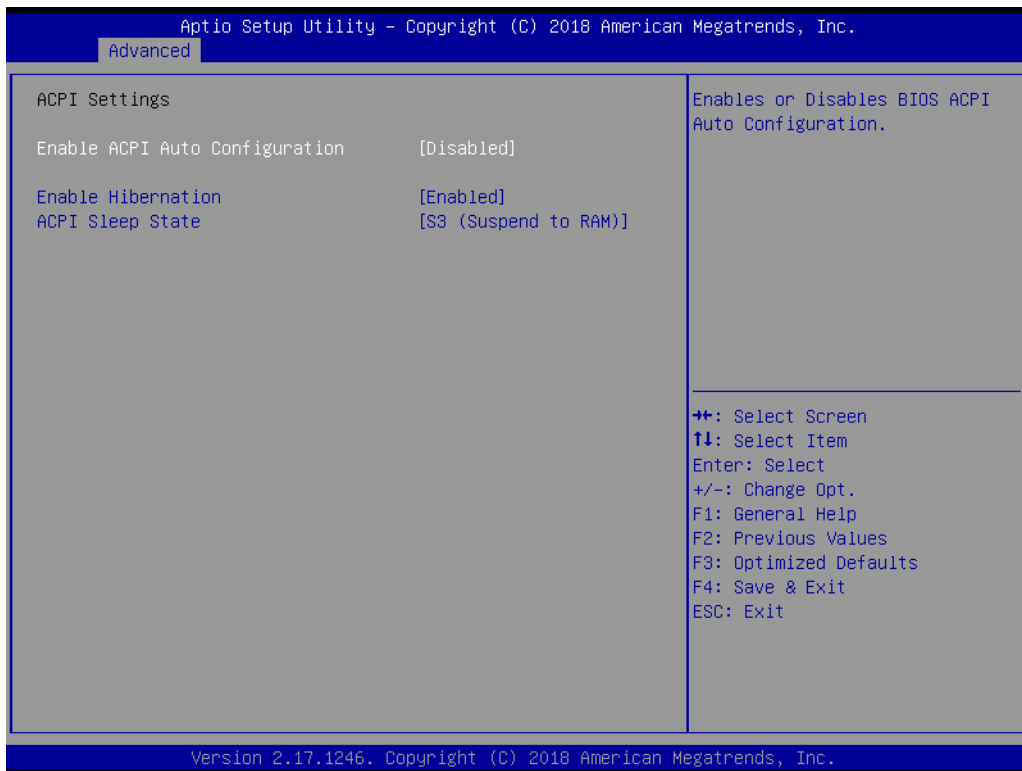 Aptio Setup Utility – Copyright (C) 2018 American Megatrends, Inc.
Advanced
ACPI Settings
Enable ACPI Auto Configuration [Disabled]
Enable Hibernation [Enabled]
ACPI Sleep State [S3 (Suspend to RAM)]
Enables or Disables BIOS ACPI
Auto Configuration.
→←: Select Screen
↑↓: Select Item
Enter: Select
+/-: Change Opt.
F1: General Help
F2: Previous Values
F3: Optimized Defaults
F4: Save & Exit
ESC: Exit
Version 2.17.1246. Copyright (C) 2018 American Megatrends, Inc.